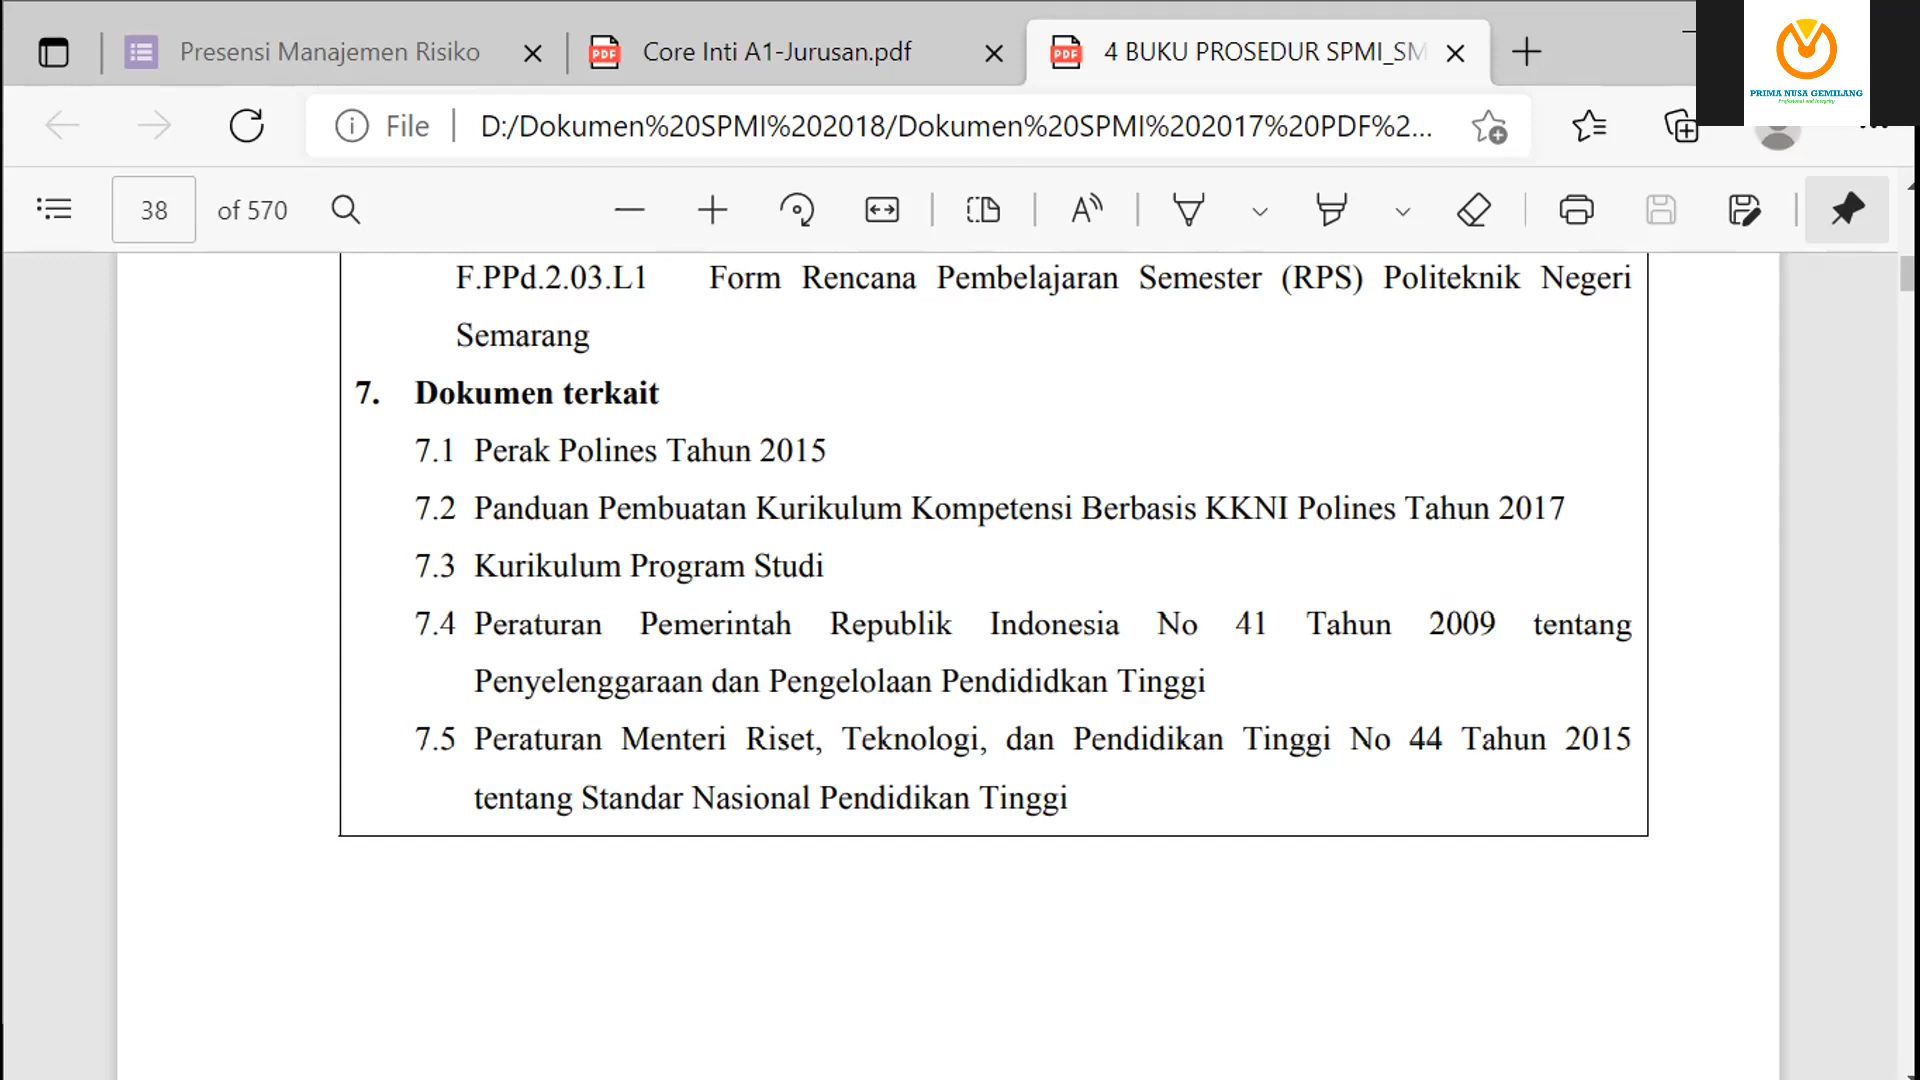 Presensi Manajemen Risiko
Core Inti A1-Jurusan.pdf
4 BUKU PROSEDUR SPMI_SM
PRIMA NUSA GEMILANG
Profesional and Integrity
File
D:/Dokumen%20SPMI%202018/Dokumen%20SPMI%202017%20PDF%2...
38 of 570
F.PPd.2.03.L1 Form Rencana Pembelajaran Semester (RPS) Politeknik Negeri
Semarang
7. Dokumen terkait
7.1 Perak Polines Tahun 2015
7.2 Panduan Pembuatan Kurikulum Kompetensi Berbasis KKNI Polines Tahun 2017
7.3 Kurikulum Program Studi
7.4 Peraturan Pemerintah Republik Indonesia No 41 Tahun 2009 tentang
Penyelenggaraan dan Pengelolaan Pendididkan Tinggi
7.5 Peraturan Menteri Riset, Teknologi, dan Pendidikan Tinggi No 44 Tahun 2015
tentang Standar Nasional Pendidikan Tinggi